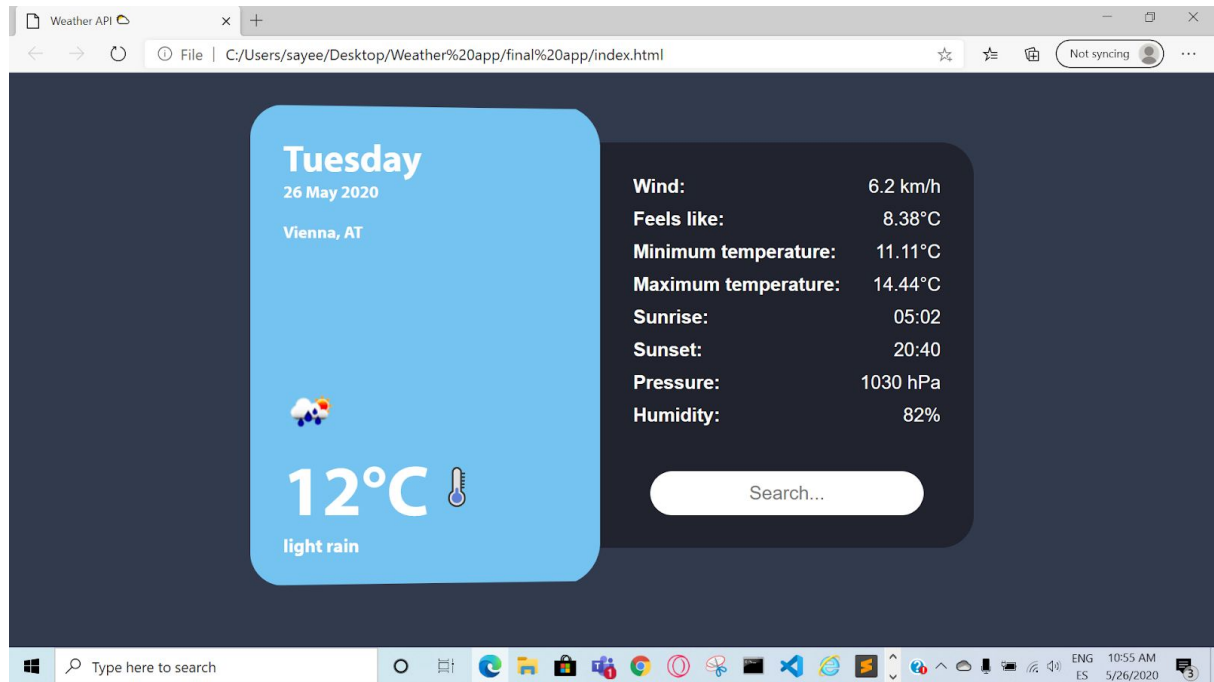 Weather API
File | C:/Users/sayee/Desktop/Weather%20app/final%20app/index.html
Not syncing
Tuesday
26 May 2020
Vienna, AT
12°C
light rain
Wind: 6.2 km/h
Feels like: 8.38°C
Minimum temperature: 11.11°C
Maximum temperature: 14.44°C
Sunrise: 05:02
Sunset: 20:40
Pressure: 1030 hPa
Humidity: 82%
Search...
Type here to search
ENG 10:55 AM
ES 5/26/2020
3